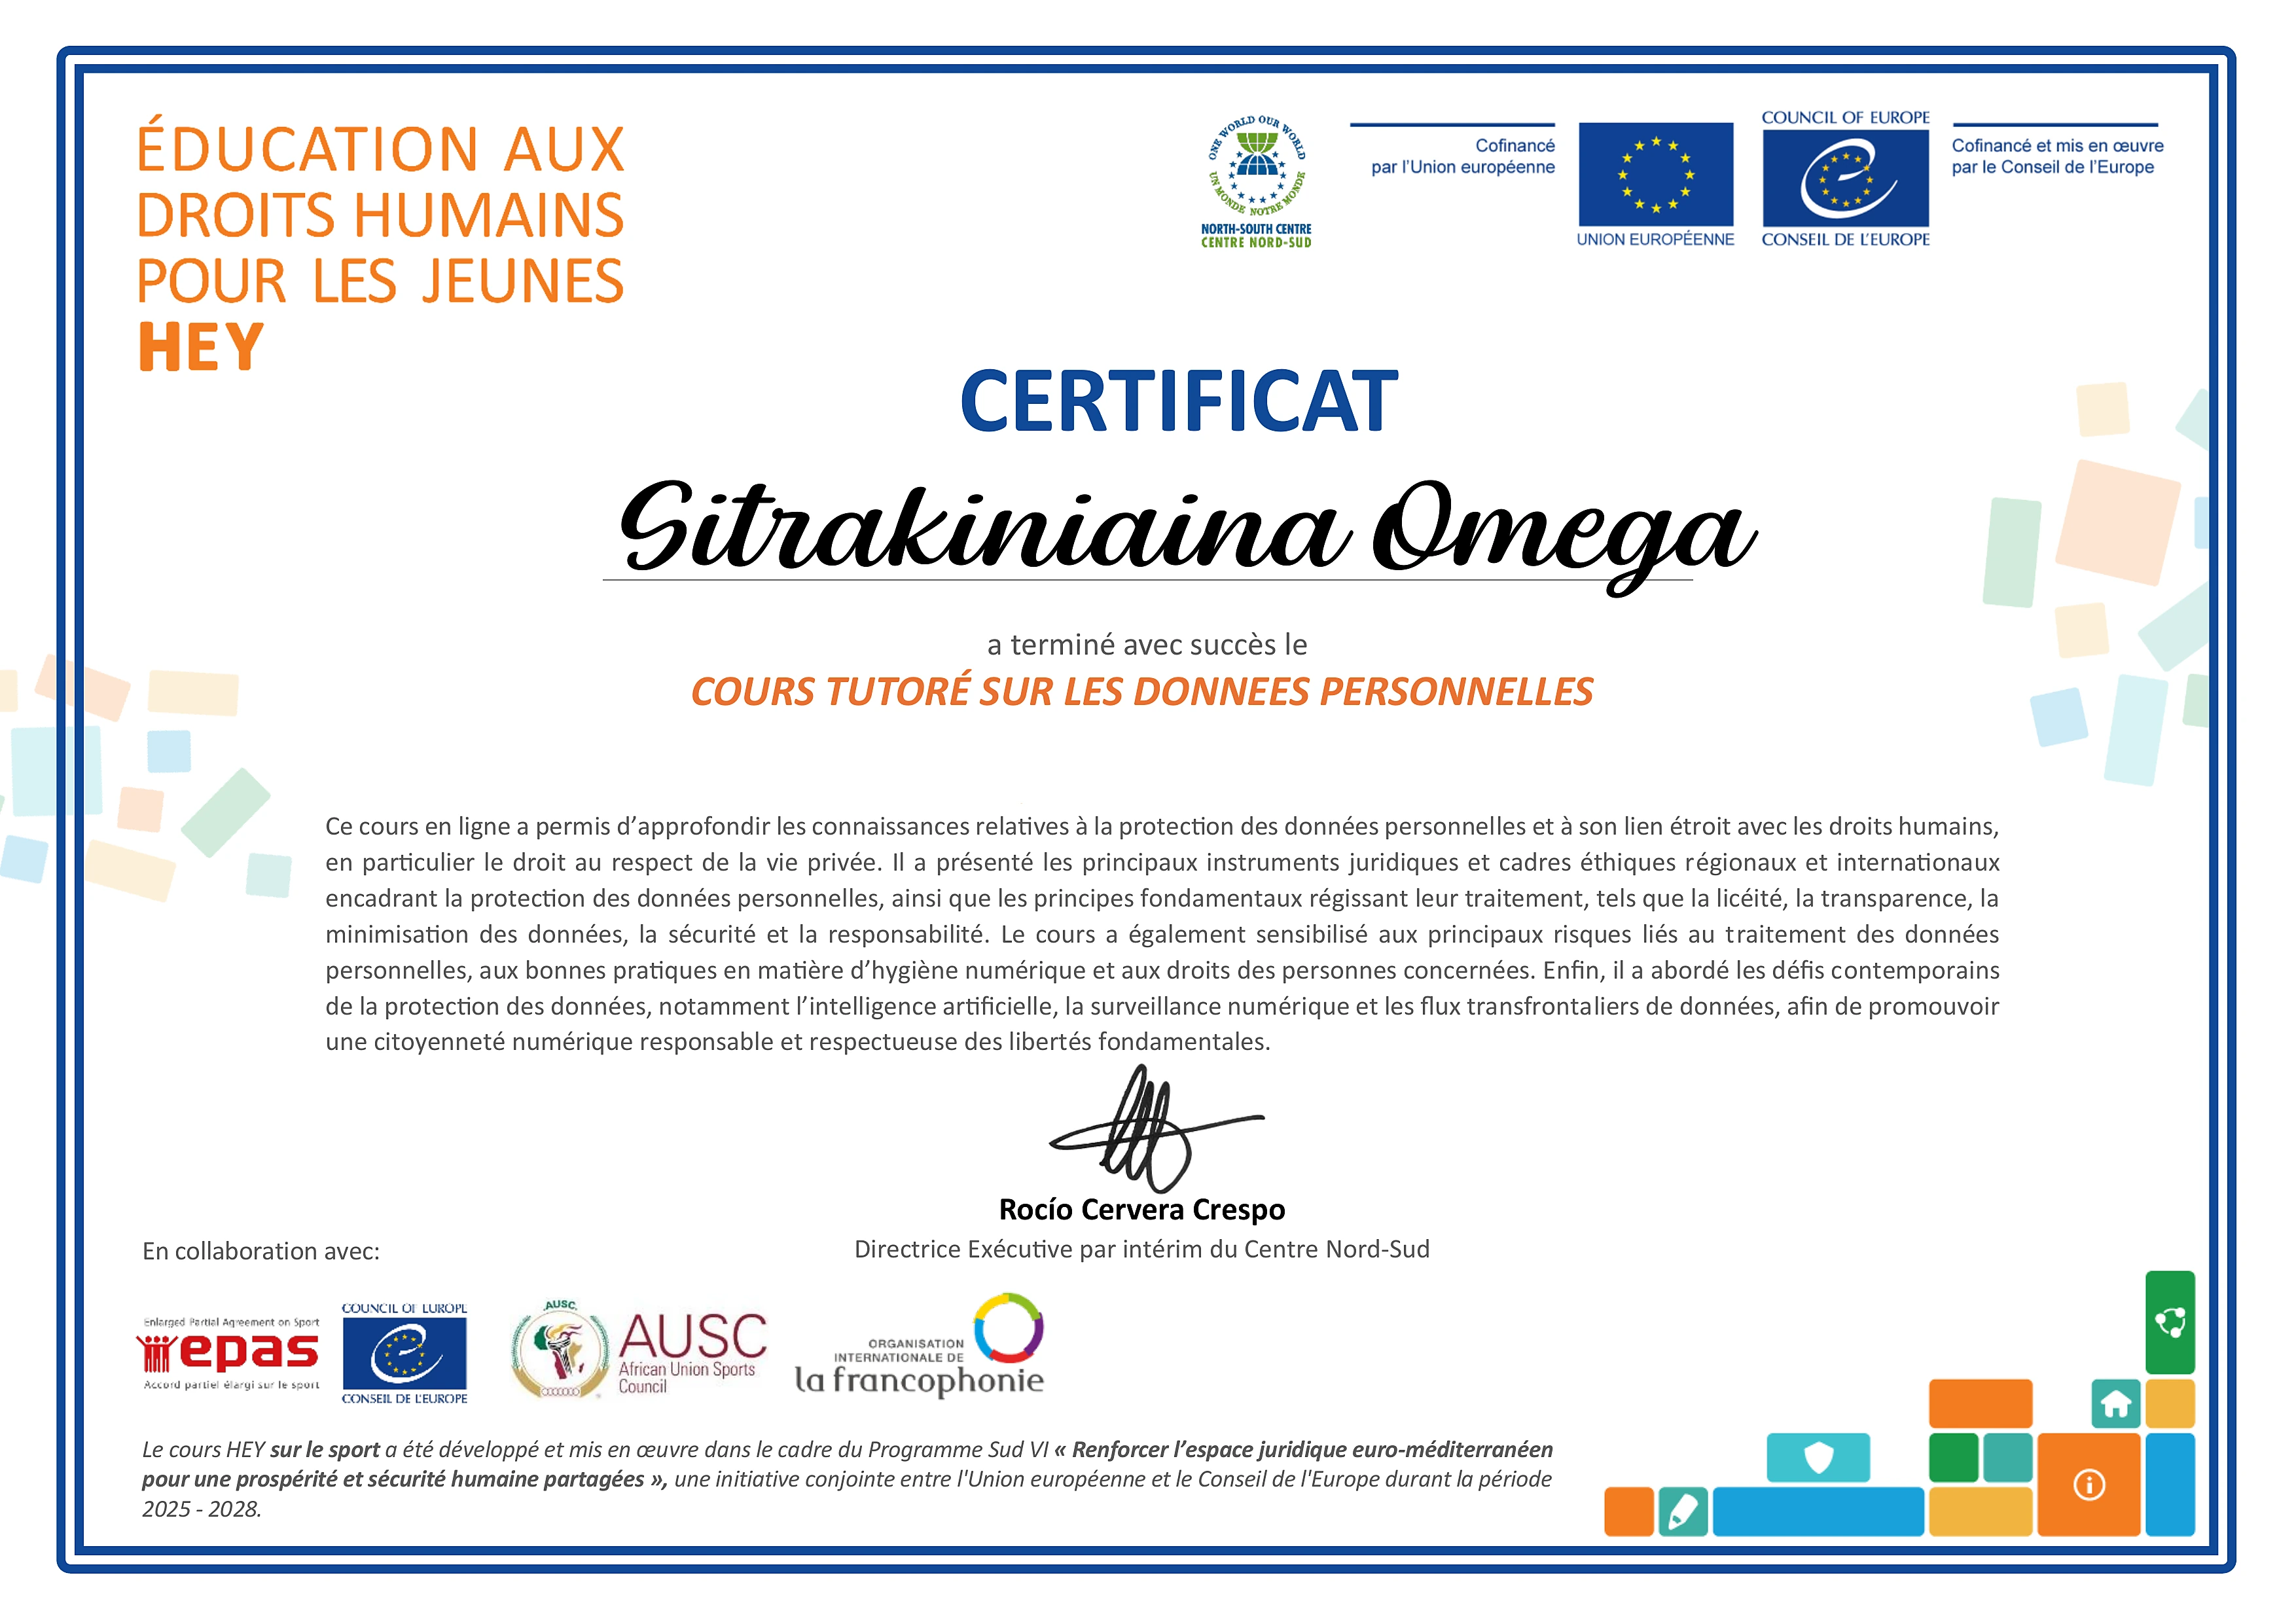 ÉDUCATION AUX
DROITS HUMAINS
POUR LES JEUNES
HEY
ONE WORLD OUR WORLD
UN MONDE NOTRE MONDE
NORTH-SOUTH CENTRE
CENTRE NORD-SUD
Cofinancé
par l'Union européenne
UNION EUROPÉENNE
COUNCIL OF EUROPE
CONSEIL DE L'EUROPE
Cofinancé et mis en œuvre
par le Conseil de l'Europe
CERTIFICAT
Sitrakiniaina Omega
a terminé avec succès le
COURS TUTORÉ SUR LES DONNEES PERSONNELLES
Ce cours en ligne a permis d’approfondir les connaissances relatives à la protection des données personnelles et à son lien étroit avec les droits humains,
en particulier le droit au respect de la vie privée. Il a présenté les principaux instruments juridiques et cadres éthiques régionaux et internationaux
encadrant la protection des données personnelles, ainsi que les principes fondamentaux régissant leur traitement, tels que la licéité, la transparence, la
minimisation des données, la sécurité et la responsabilité. Le cours a également sensibilisé aux principaux risques liés au traitement des données
personnelles, aux bonnes pratiques en matière d’hygiène numérique et aux droits des personnes concernées. Enfin, il a abordé les défis contemporains
de la protection des données, notamment l’intelligence artificielle, la surveillance numérique et les flux transfrontaliers de données, afin de promouvoir
une citoyenneté numérique responsable et respectueuse des libertés fondamentales.
Rocío Cervera Crespo
Directrice Exécutive par intérim du Centre Nord-Sud
En collaboration avec:
Enlarged Partial Agreement on Sport
epas
Accord partiel élargi sur le sport
COUNCIL OF EUROPE
CONSEIL DE L'EUROPE
AUSC
AUSC
African Union Sports
Council
ORGANISATION
INTERNATIONALE DE
la francophonie
Le cours HEY sur le sport a été développé et mis en œuvre dans le cadre du Programme Sud VI « Renforcer l’espace juridique euro-méditerranéen
pour une prospérité et sécurité humaine partagées », une initiative conjointe entre l'Union européenne et le Conseil de l'Europe durant la période
2025 - 2028.